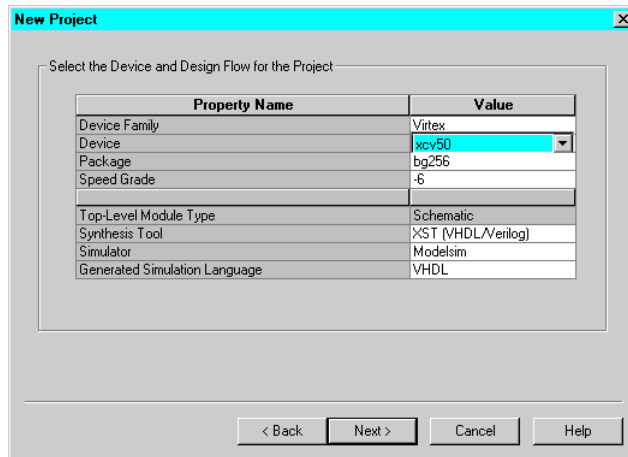 New Project
Select the Device and Design Flow for the Project
Property Name Value
Device Family Virtex
Device xcv50
Package bg256
Speed Grade -6
Top-Level Module Type Schematic
Synthesis Tool XST (VHDL/Verilog)
Simulator Modelsim
Generated Simulation Language VHDL
< Back Next > Cancel Help